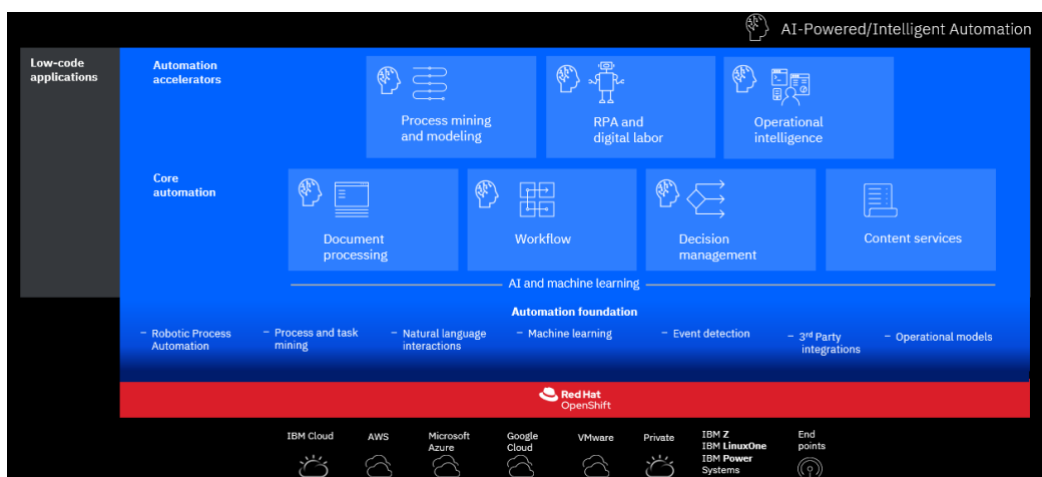 AI-Powered/Intelligent Automation
Low-code
applications
Automation
accelerators
Process mining
and modeling
RPA and
digital labor
Operational
intelligence
Core
automation
Document
processing
Workflow
Decision
management
Content services
AI and machine learning
Automation foundation
– Robotic Process
Automation
– Process and task
mining
– Natural language
interactions
– Machine learning
– Event detection
– 3rd Party
integrations
– Operational models
Red Hat
OpenShift
IBM Cloud
AWS
Microsoft
Azure
Google
Cloud
VMware
Private
IBM Z
IBM LinuxOne
IBM Power
Systems
End
points